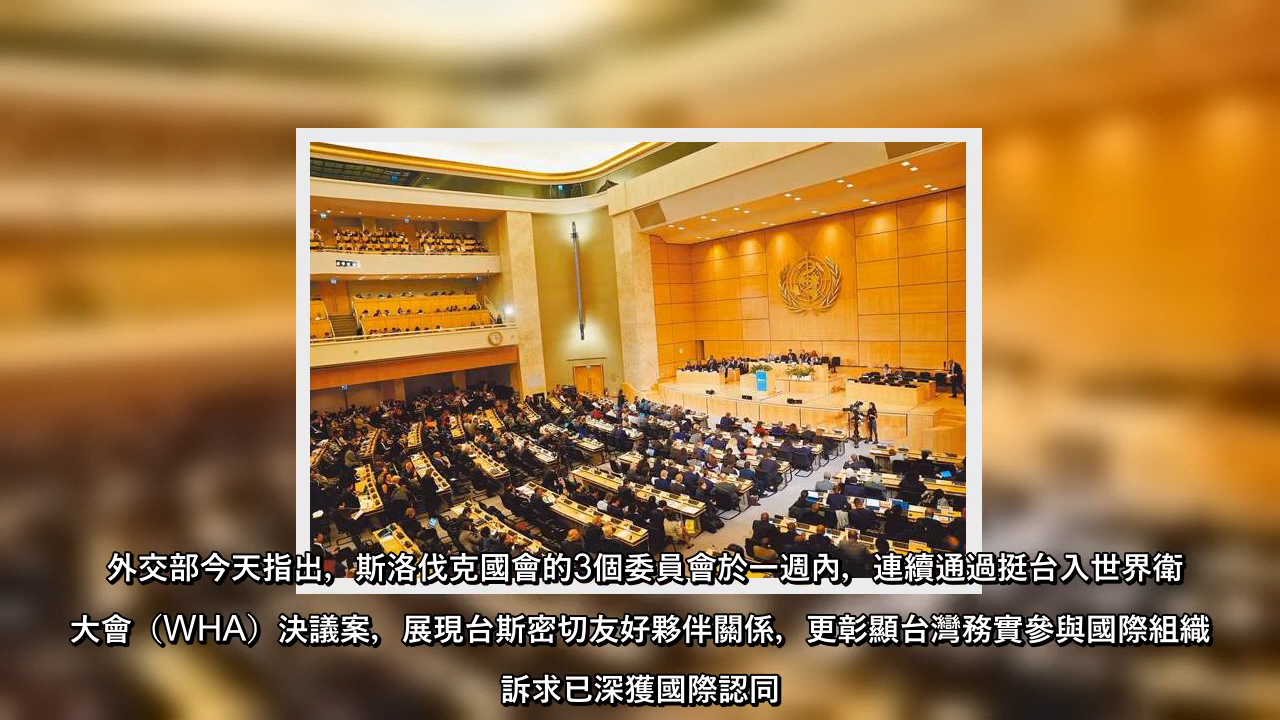 外交部今天指出，斯洛伐克國會的3個委員會於一週內，連續通過挺台入世界衛
大會（WHA）決議案，展現台斯密切友好夥伴關係，更彰顯台灣務實參與國際組織
訴求已深獲國際認同